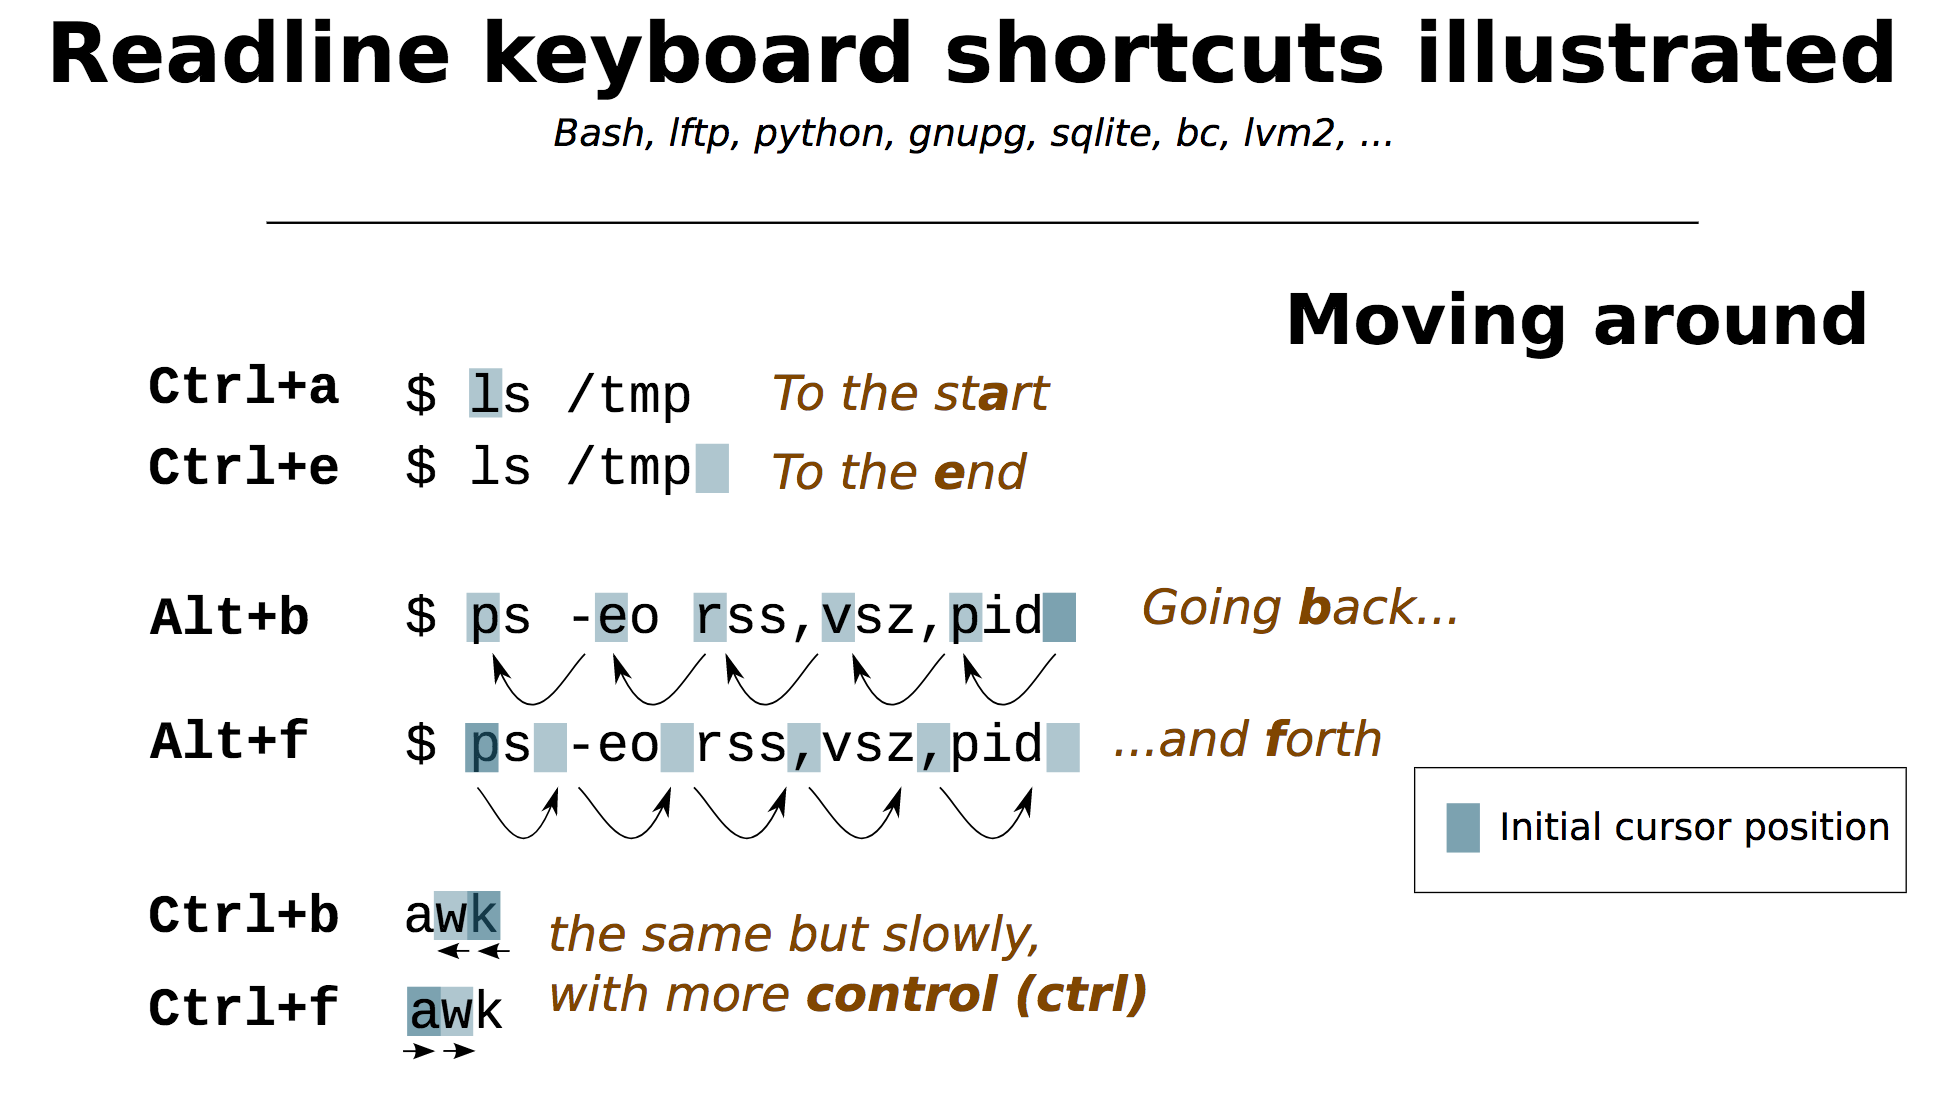 Readline keyboard shortcuts illustrated
Bash, lftp, python, gnupg, sqlite, bc, lvm2, ...
Moving around
Ctrl+a $ ls /tmp To the start
Ctrl+e $ ls /tmp To the end
Alt+b $ ps -eo rss,vsz,pid Going back...
Alt+f $ ps -eo rss,vsz,pid ...and forth
Initial cursor position
Ctrl+b awk the same but slowly,
Ctrl+f awk with more control (ctrl)